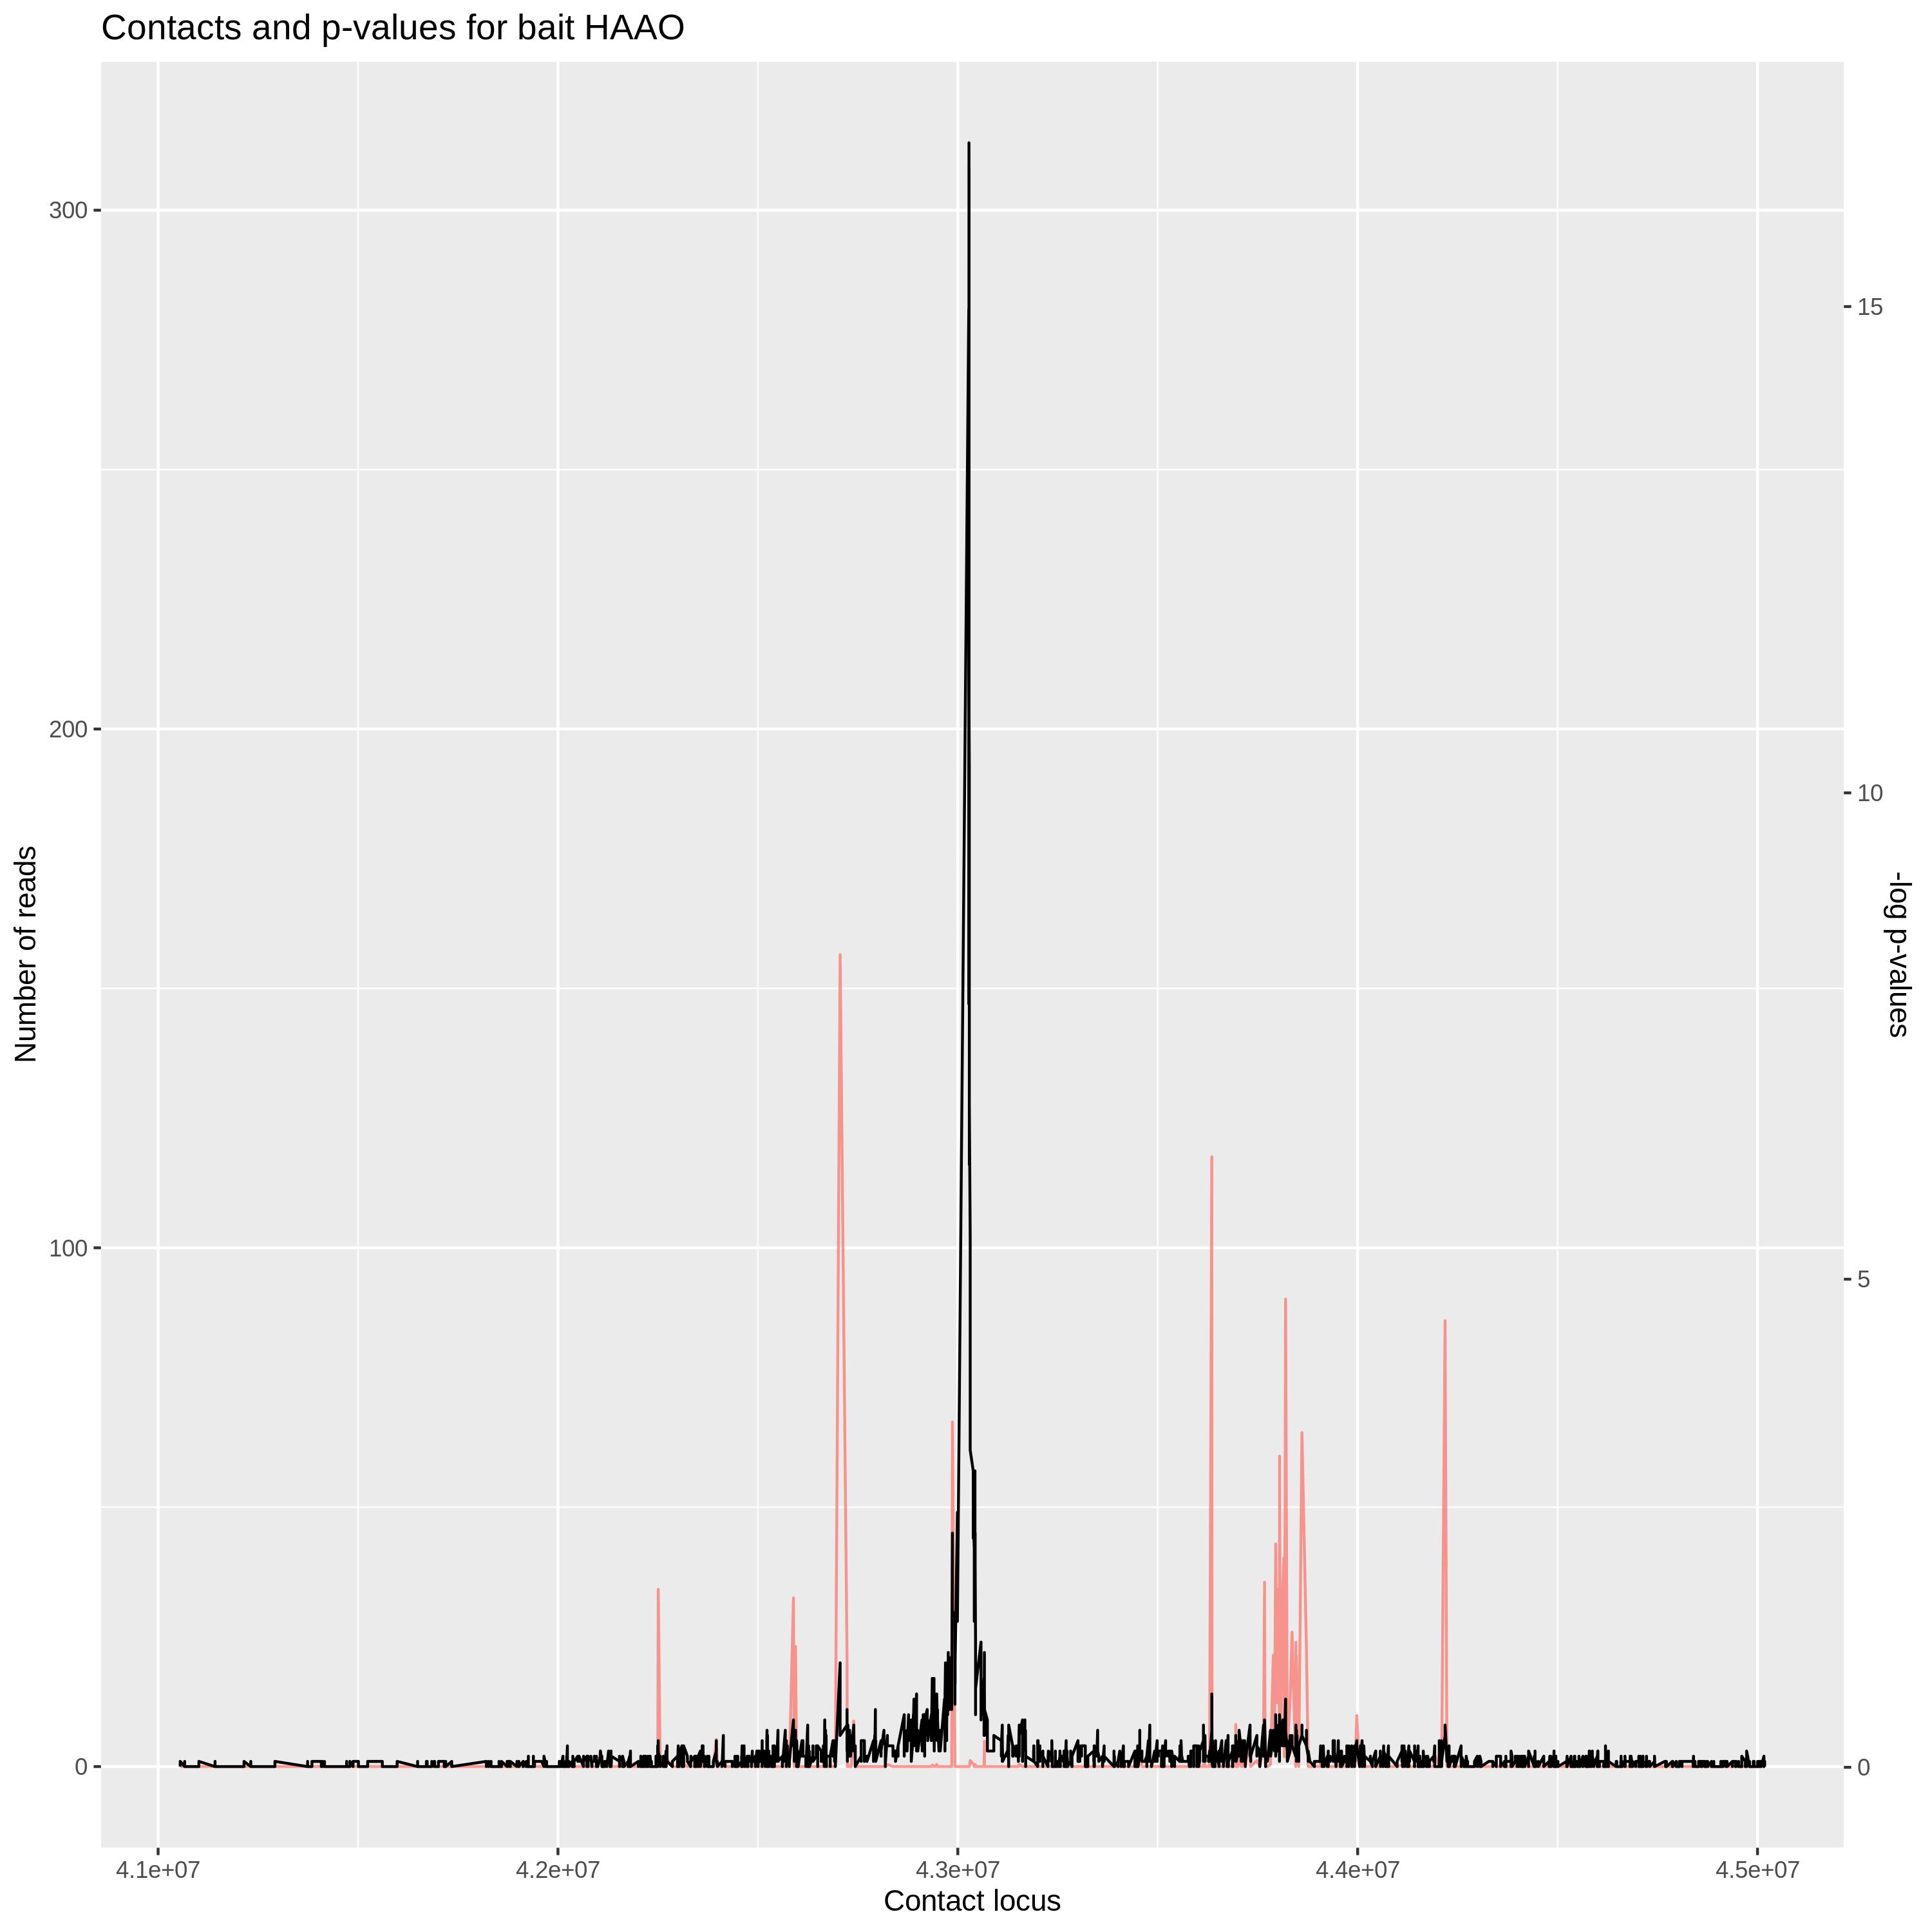 Contacts and p-values for bait HAAO
300
200
100
0
Number of reads
15
10
5
0
-log p-values
4.1e+07
4.2e+07
4.3e+07
4.4e+07
4.5e+07
Contact locus